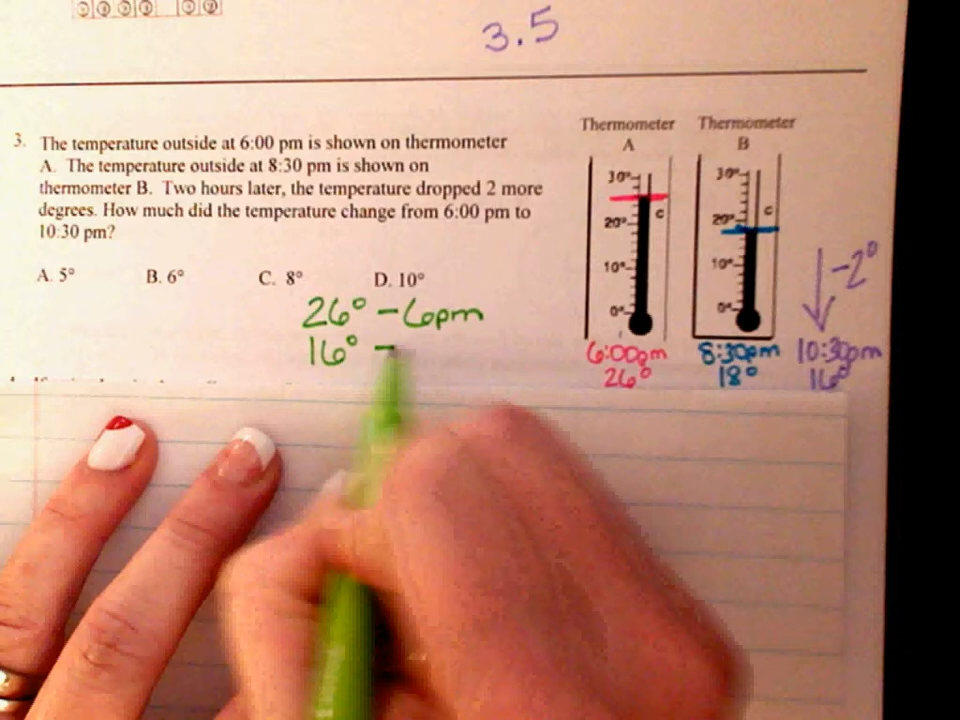 3.5
3. The temperature outside at 6:00 pm is shown on thermometer
A. The temperature outside at 8:30 pm is shown on
thermometer B. Two hours later, the temperature dropped 2 more
degrees. How much did the temperature change from 6:00 pm to
10:30 pm?
A. 5° B. 6° C. 8° D. 10°
26° - 6pm
16° -
Thermometer
A
30°
20°
10°
0°
C
6:00pm
26°
Thermometer
B
30°
20°
10°
0°
C
8:30pm
18°
-2°
10:30pm
16°